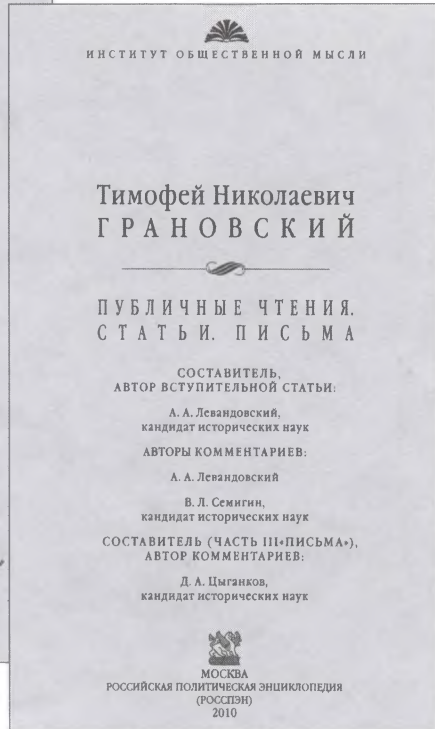 ИНСТИТУТ ОБЩЕСТВЕННОЙ МЫСЛИ
Тимофей Николаевич
ГРАНОВСКИЙ
ПУБЛИЧНЫЕ ЧТЕНИЯ.
СТАТЬИ. ПИСЬМА
СОСТАВИТЕЛЬ,
АВТОР ВСТУПИТЕЛЬНОЙ СТАТЬИ:
А. А. Левандовский,
кандидат исторических наук
АВТОРЫ КОММЕНТАРИЕВ:
А. А. Левандовский
В. Л. Семигин,
кандидат исторических наук
СОСТАВИТЕЛЬ (ЧАСТЬ III «ПИСЬМА»),
АВТОР КОММЕНТАРИЕВ:
Д. А. Цыганков,
кандидат исторических наук
МОСКВА
РОССИЙСКАЯ ПОЛИТИЧЕСКАЯ ЭНЦИКЛОПЕДИЯ
(РОССПЭН)
2010